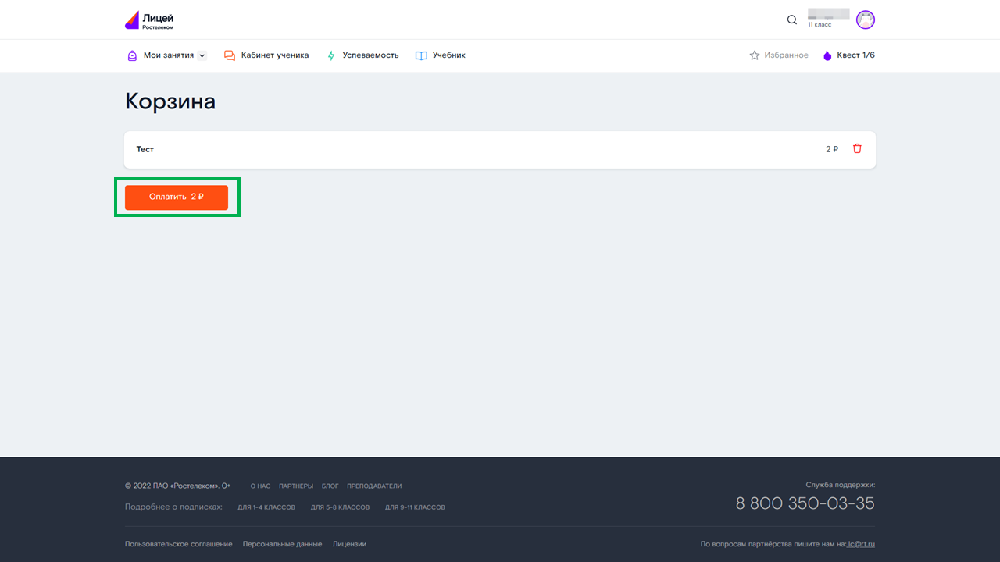 Лицей
Ростелеком
11 класс
Мои занятия
Кабинет ученика
Успеваемость
Учебник
Избранное
Квест 1/6
Корзина
Тест
2 ₽
Оплатить 2 ₽
© 2022 ПАО «Ростелеком». 0+
О НАС
ПАРТНЕРЫ
БЛОГ
ПРЕПОДАВАТЕЛИ
Служба поддержки:
8 800 350-03-35
Подробнее о подписках:
ДЛЯ 1-4 КЛАССОВ
ДЛЯ 5-8 КЛАССОВ
ДЛЯ 9-11 КЛАССОВ
Пользовательское соглашение
Персональные данные
Лицензии
По вопросам партнёрства пишите нам на: lc@rt.ru